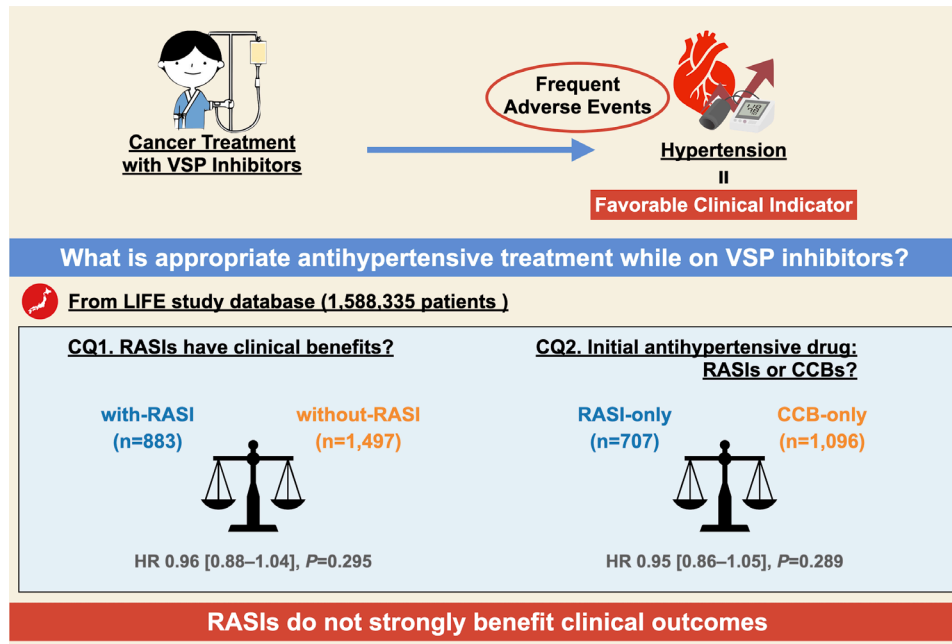 Cancer Treatment
with VSP Inhibitors
Frequent
Adverse Events
Hypertension
=
Favorable Clinical Indicator
What is appropriate antihypertensive treatment while on VSP inhibitors?
From LIFE study database (1,588,335 patients )
CQ1. RASIs have clinical benefits?
with-RASI
(n=883)
without-RASI
(n=1,497)
HR 0.96 [0.88–1.04], P=0.295
CQ2. Initial antihypertensive drug:
RASIs or CCBs?
RASI-only
(n=707)
CCB-only
(n=1,096)
HR 0.95 [0.86–1.05], P=0.289
RASIs do not strongly benefit clinical outcomes